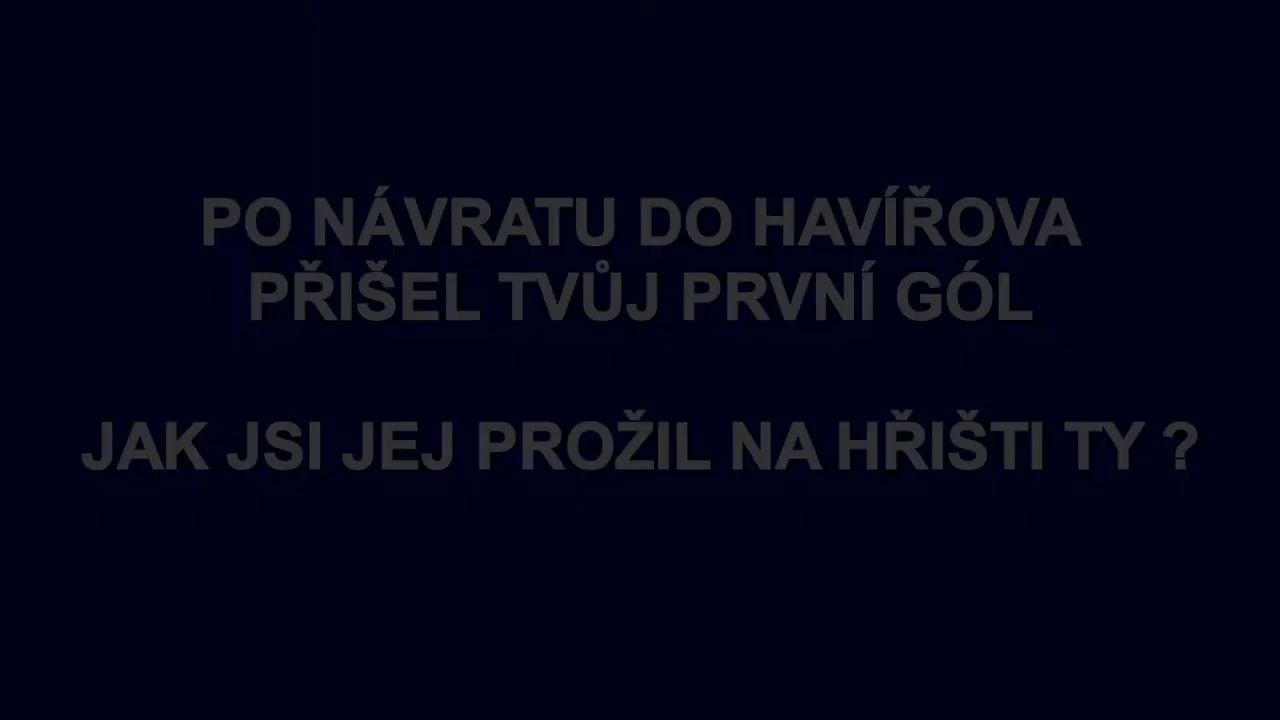 PO NÁVRATU DO HAVÍŘOVA
PŘIŠEL TVŮJ PRVNÍ GÓL
JAK JSI JEJ PROŽIL NA HŘIŠTI TY ?